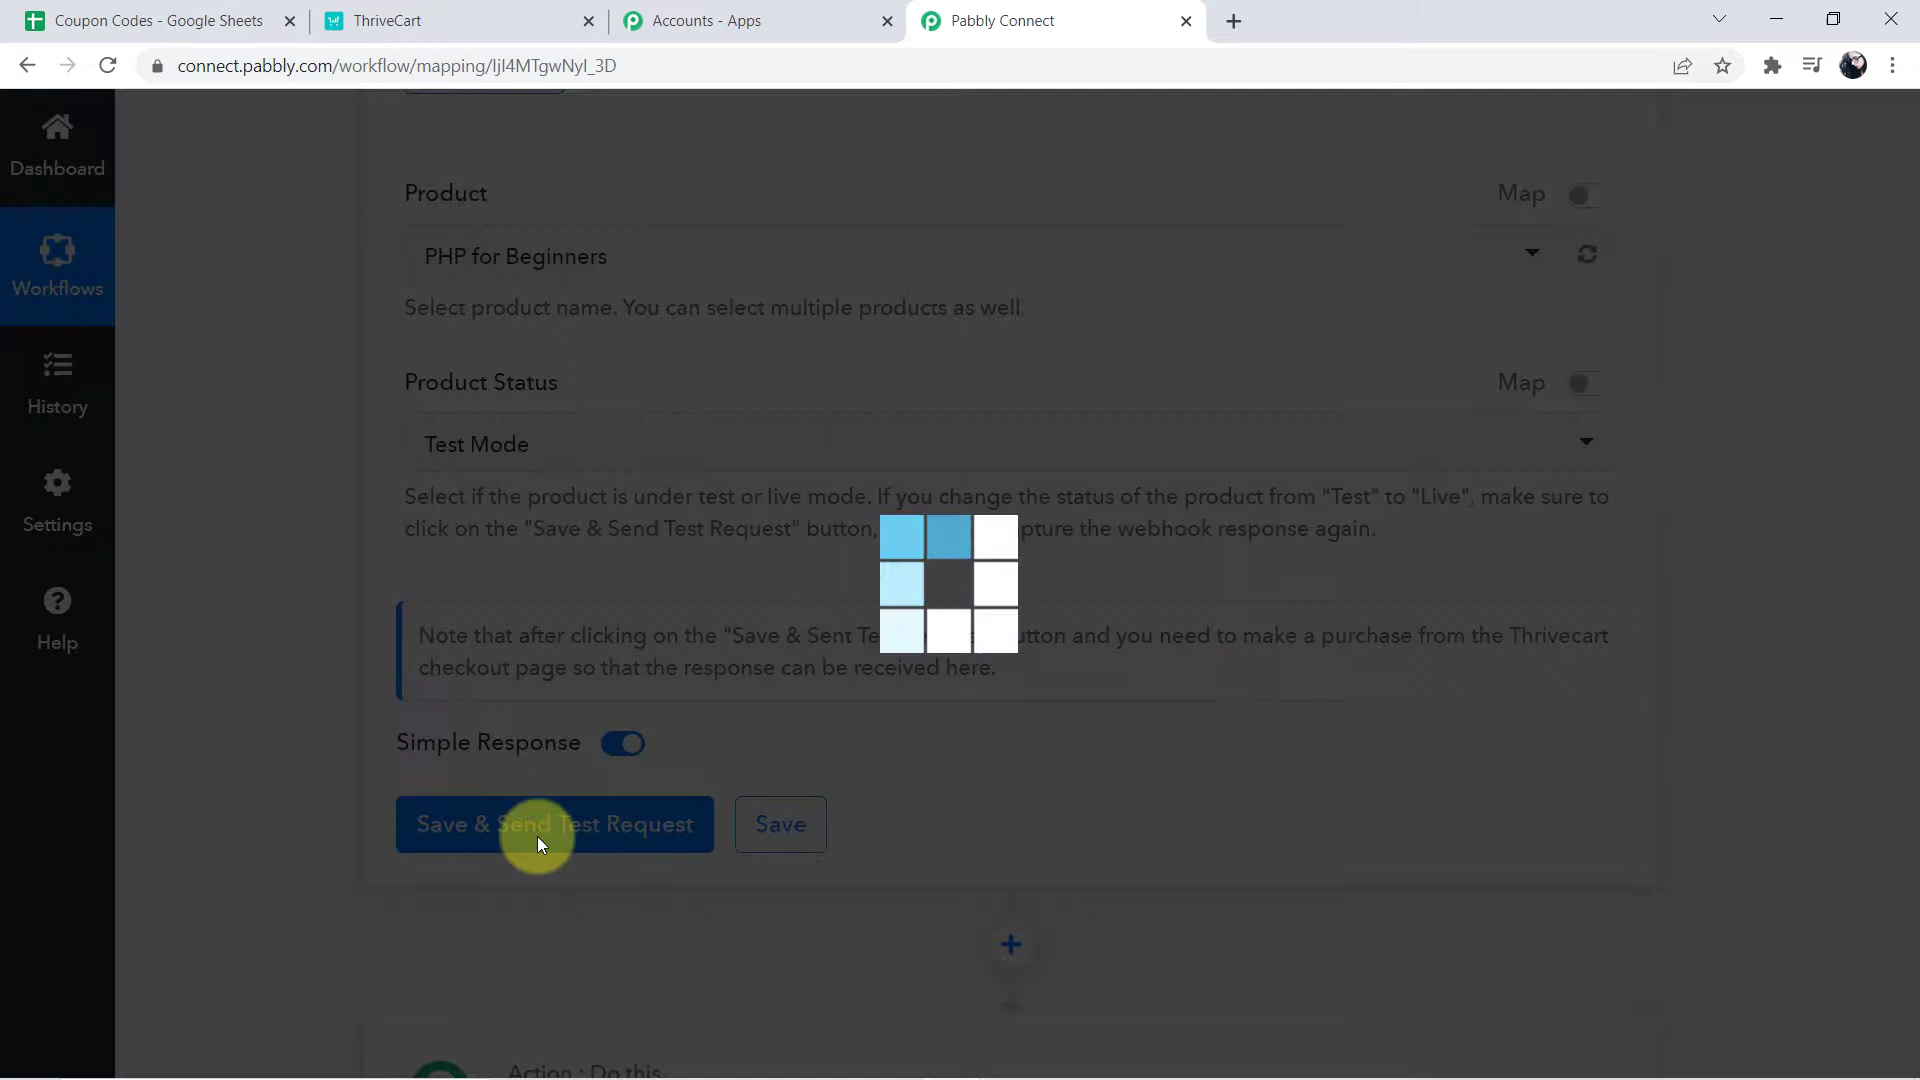 Coupon Codes - Google Sheets
ThriveCart
Accounts - Apps
Pabbly Connect
connect.pabbly.com/workflow/mapping/IjI4MTgwNyI_3D
Dashboard
Workflows
History
Settings
Help
Product
Map
PHP for Beginners
Select product name. You can select multiple products as well.
Product Status
Map
Test Mode
Select if the product is under test or live mode. If you change the status of the product from "Test" to "Live", make sure to
click on the "Save & Send Test Request" button, pture the webhook response again.
Note that after clicking on the "Save & Sent Te utton and you need to make a purchase from the Thrivecart
checkout page so that the response can be received here.
Simple Response
Save & Send Test Request
Save
Action : Do this